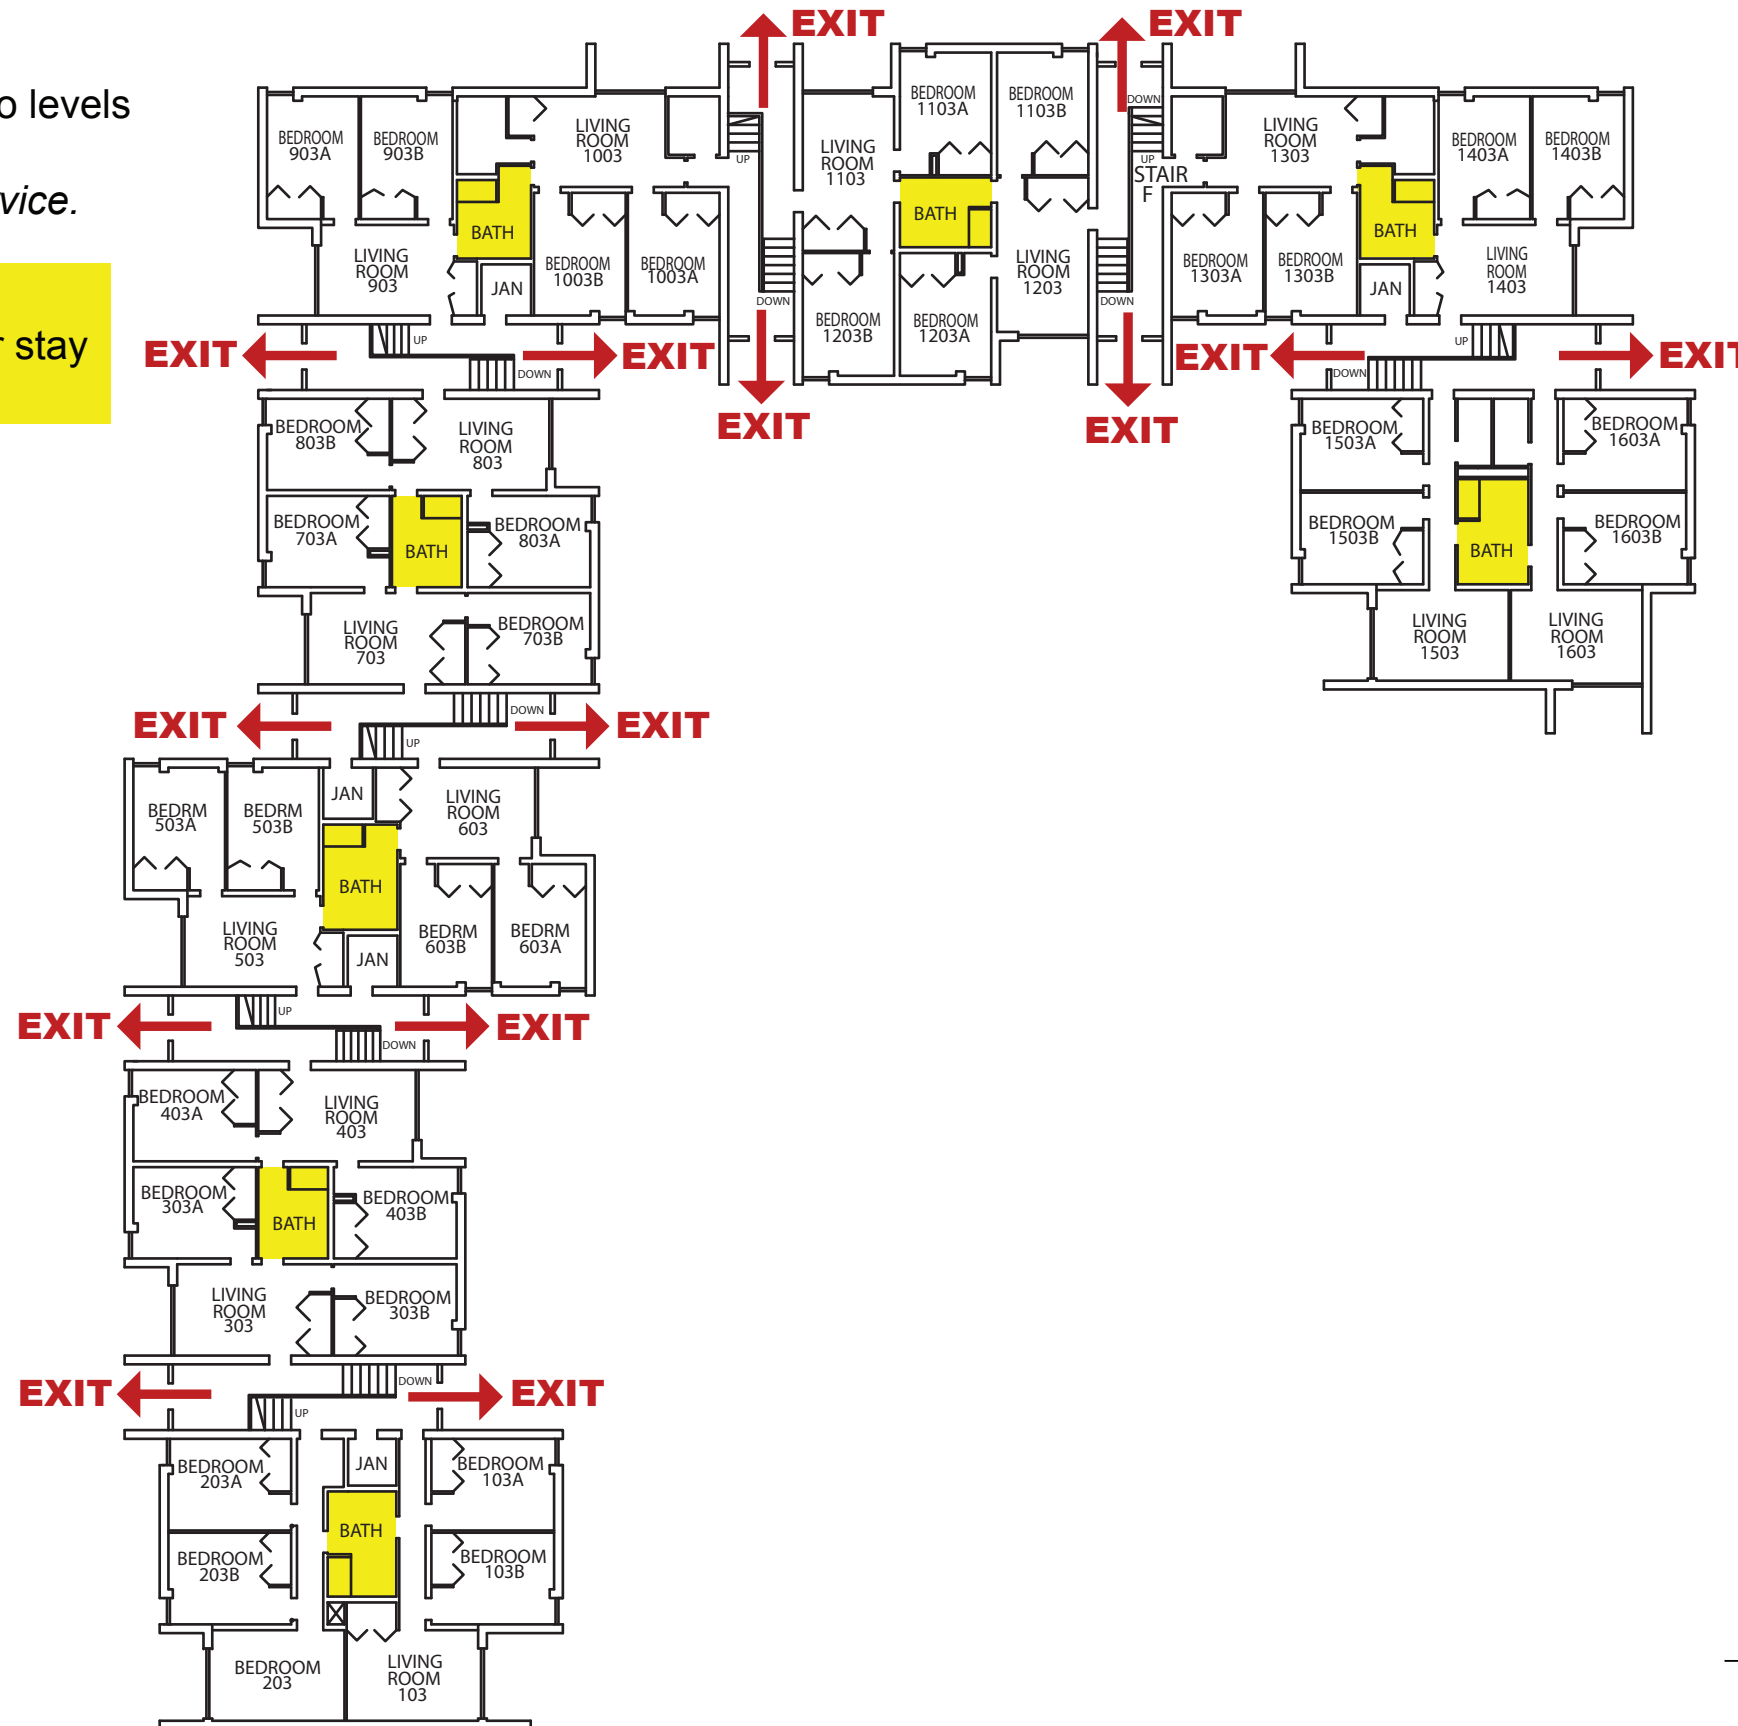 o levels
vice.
r stay
EXIT
EXIT
BEDROOM
903A
BEDROOM
903B
LIVING
ROOM
1003
UP
LIVING
ROOM
1103
BEDROOM
1103A
BEDROOM
1103B
DOWN
UP
STAIR
F
LIVING
ROOM
1303
BEDROOM
1403A
BEDROOM
1403B
BATH
BATH
BATH
LIVING
ROOM
903
JAN
BEDROOM
1003B
BEDROOM
1003A
DOWN
BEDROOM
1203B
BEDROOM
1203A
LIVING
ROOM
1203
DOWN
BEDROOM
1303A
BEDROOM
1303B
JAN
LIVING
ROOM
1403
EXIT
UP
DOWN
EXIT
EXIT
EXIT
EXIT
DOWN
UP
EXIT
BEDROOM
803B
LIVING
ROOM
803
BEDROOM
703A
BATH
BEDROOM
803A
LIVING
ROOM
703
BEDROOM
703B
BEDROOM
1503A
BEDROOM
1603A
BEDROOM
1503B
BATH
BEDROOM
1603B
LIVING
ROOM
1503
LIVING
ROOM
1603
EXIT
DOWN
UP
EXIT
BEDRM
503A
BEDRM
503B
JAN
LIVING
ROOM
603
BATH
LIVING
ROOM
503
JAN
BEDRM
603B
BEDRM
603A
EXIT
UP
DOWN
EXIT
BEDROOM
403A
LIVING
ROOM
403
BEDROOM
303A
BATH
BEDROOM
403B
LIVING
ROOM
303
BEDROOM
303B
EXIT
DOWN
UP
EXIT
BEDROOM
203A
JAN
BEDROOM
103A
BATH
BEDROOM
203B
BEDROOM
103B
BEDROOM
203
LIVING
ROOM
103